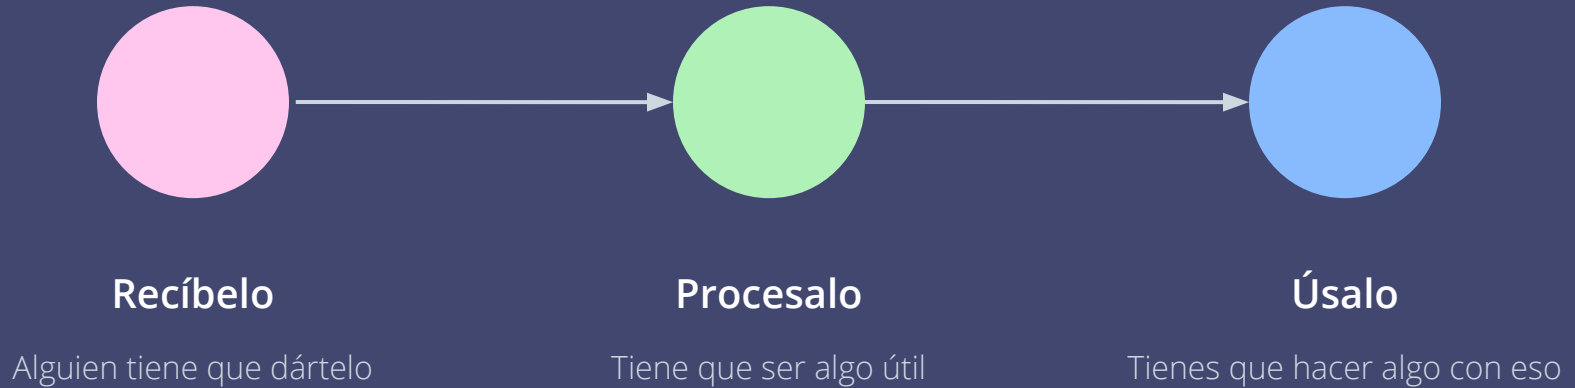 Recíbelo
Procesalo
Úsalo
Alguien tiene que dártelo
Tiene que ser algo útil
Tienes que hacer algo con eso